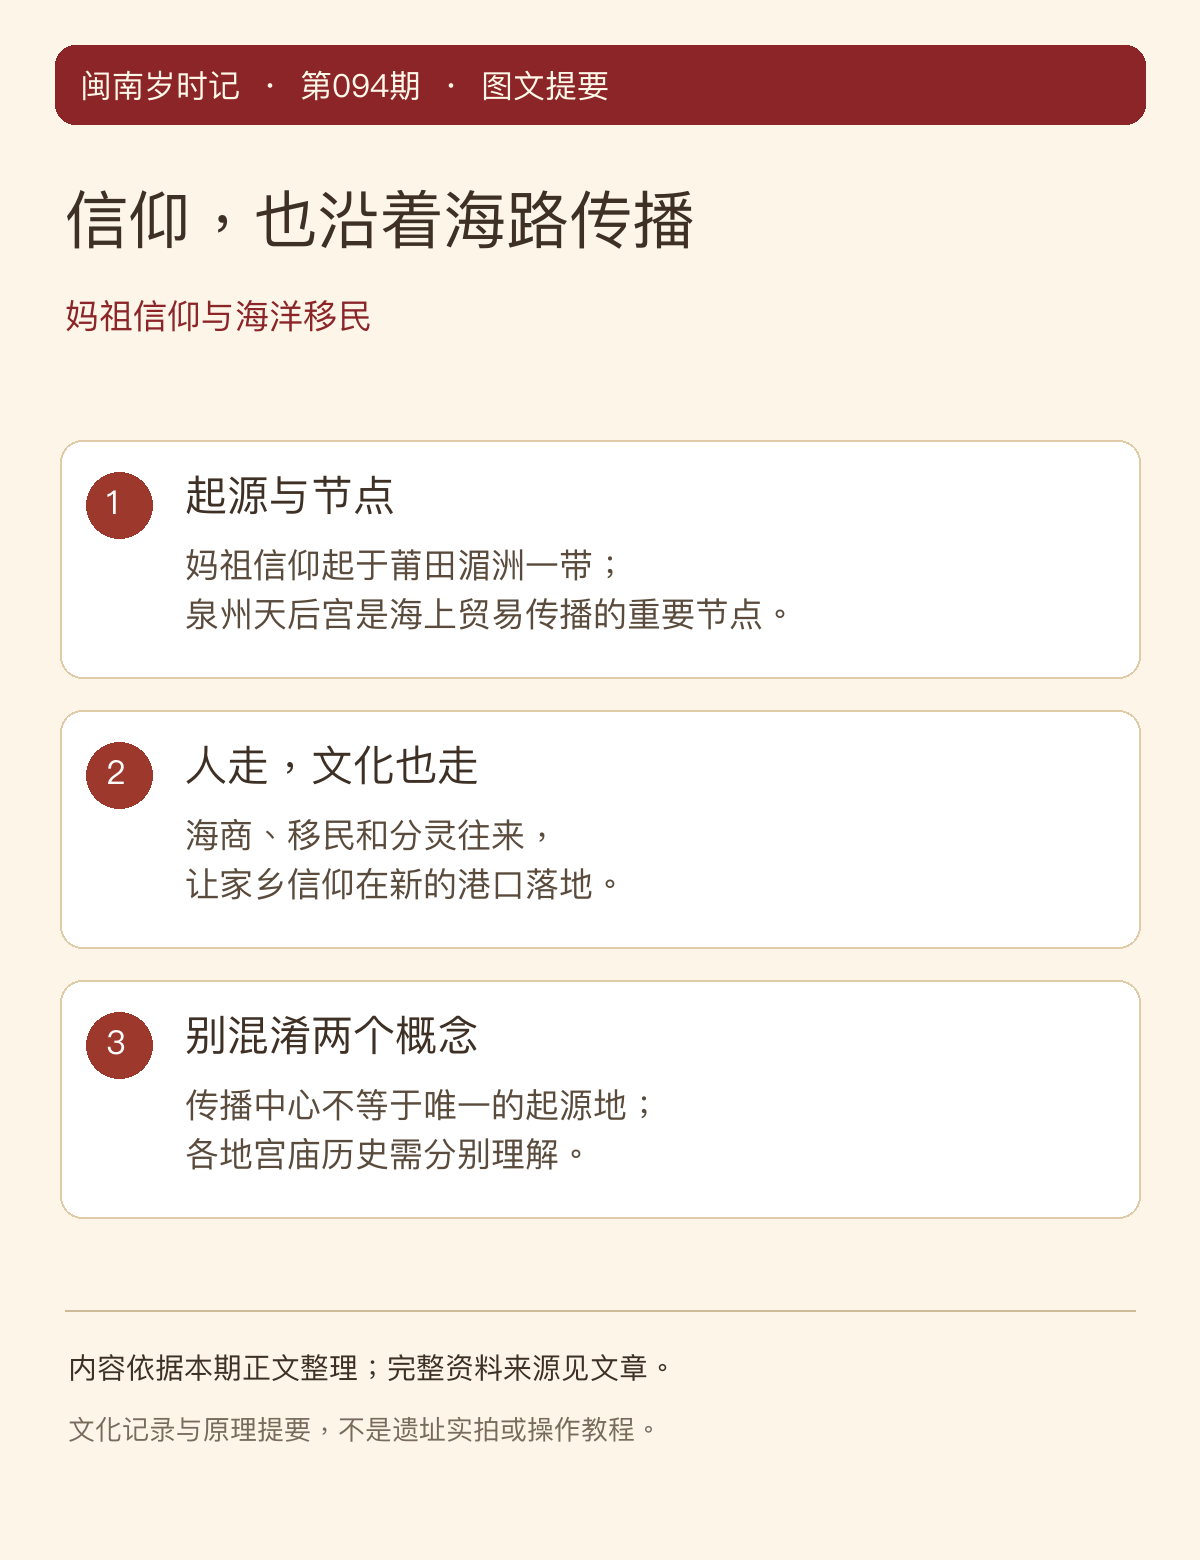 闽南岁时记 · 第094期 · 图文提要
信仰，也沿着海路传播
妈祖信仰与海洋移民
1 起源与节点
妈祖信仰起于莆田湄洲一带；
泉州天后宫是海上贸易传播的重要节点。
2 人走，文化也走
海商、移民和分灵往来，
让家乡信仰在新的港口落地。
3 别混淆两个概念
传播中心不等于唯一的起源地；
各地宫庙历史需分别理解。
内容依据本期正文整理；完整资料来源见文章。
文化记录与原理提要，不是遗址实拍或操作教程。